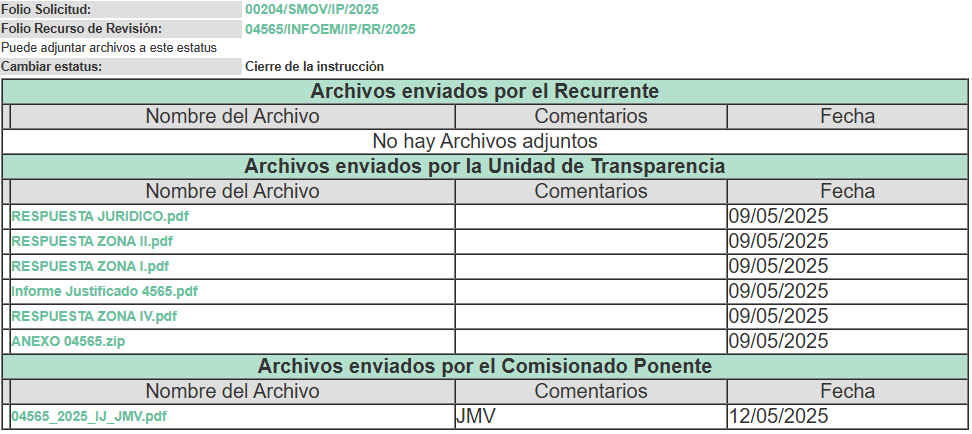 Folio Solicitud: 00204/SMOV/IP/2025
Folio Recurso de Revisión: 04565/INFOEM/IP/RR/2025
Puede adjuntar archivos a este estatus
Cambiar estatus: Cierre de la instrucción
Archivos enviados por el Recurrente
Nombre del Archivo Comentarios Fecha
No hay Archivos adjuntos
Archivos enviados por la Unidad de Transparencia
Nombre del Archivo Comentarios Fecha
RESPUESTA JURIDICO.pdf 09/05/2025
RESPUESTA ZONA II.pdf 09/05/2025
RESPUESTA ZONA I.pdf 09/05/2025
Informe Justificado 4565.pdf 09/05/2025
RESPUESTA ZONA IV.pdf 09/05/2025
ANEXO 04565.zip 09/05/2025
Archivos enviados por el Comisionado Ponente
Nombre del Archivo Comentarios Fecha
04565_2025_IJ_JMV.pdf JMV 12/05/2025